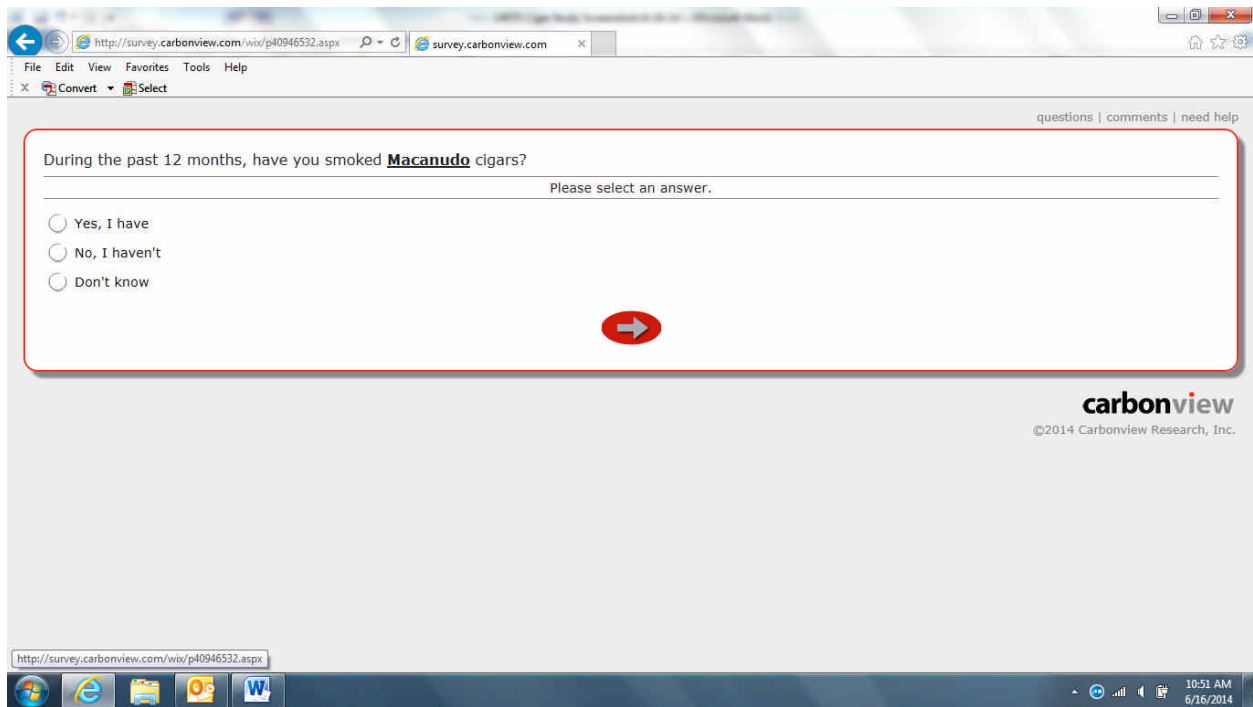 http://survey.carbonview.com/wix/p40946532.aspx
survey.carbonview.com
File Edit View Favorites Tools Help
Convert Select
questions | comments | need help
During the past 12 months, have you smoked Macanudo cigars?
Please select an answer.
Yes, I have
No, I haven't
Don't know
carbonview
©2014 Carbonview Research, Inc.
http://survey.carbonview.com/wix/p40946532.aspx
10:51 AM
6/16/2014